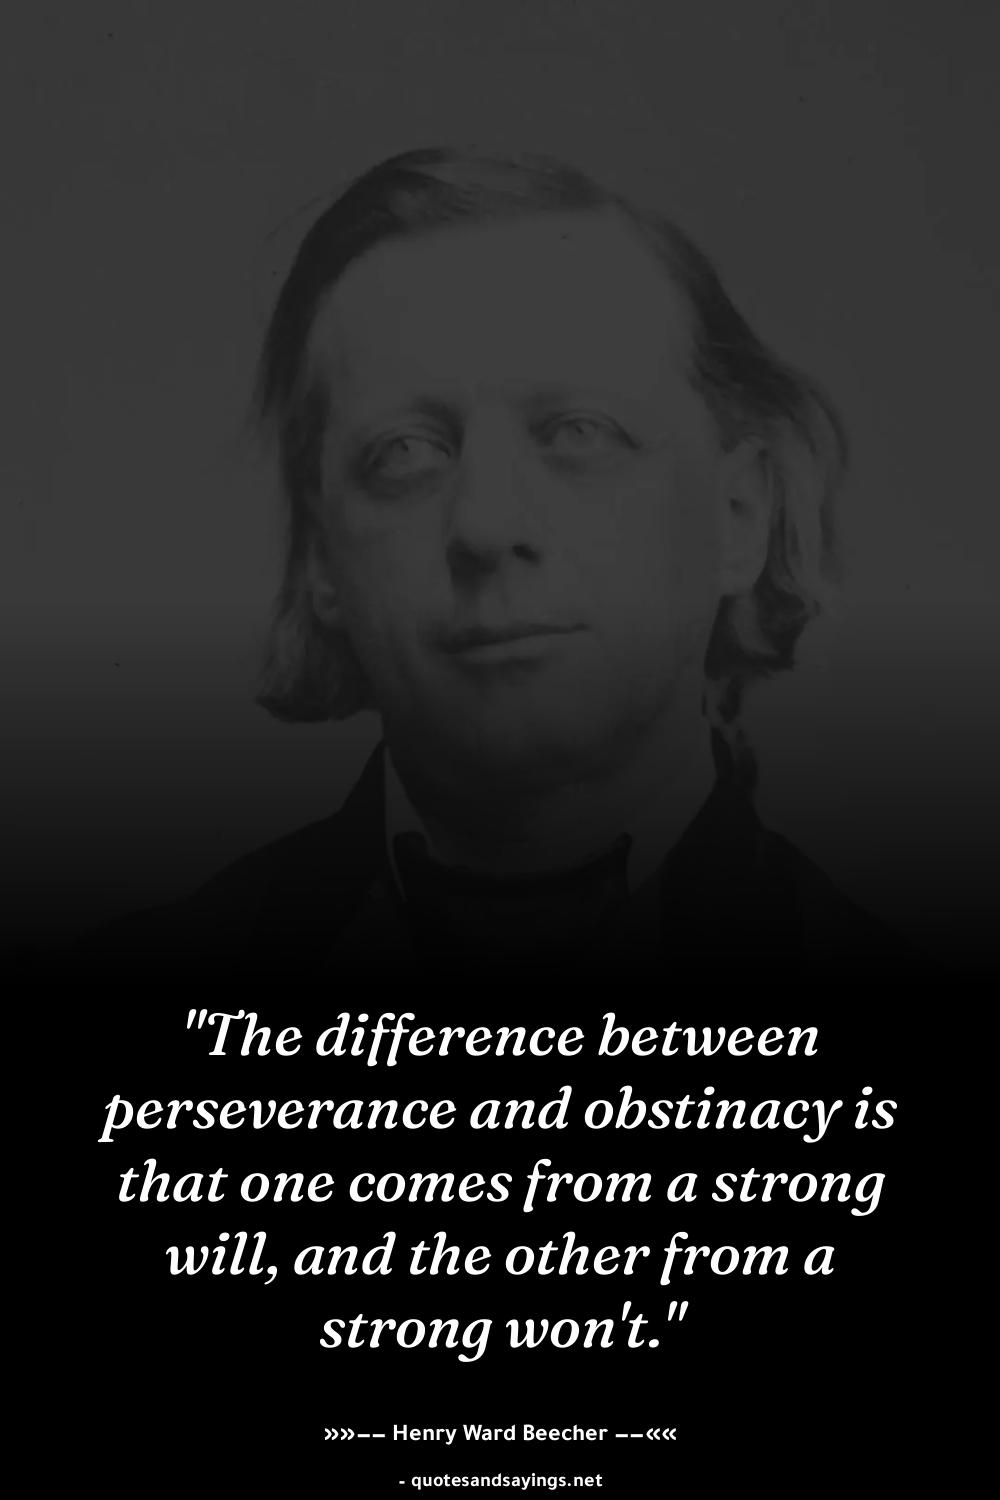 "The difference between
perseverance and obstinacy is
that one comes from a strong
will, and the other from a
strong won't."
»»−− Henry Ward Beecher −−««
- quotesandsayings.net